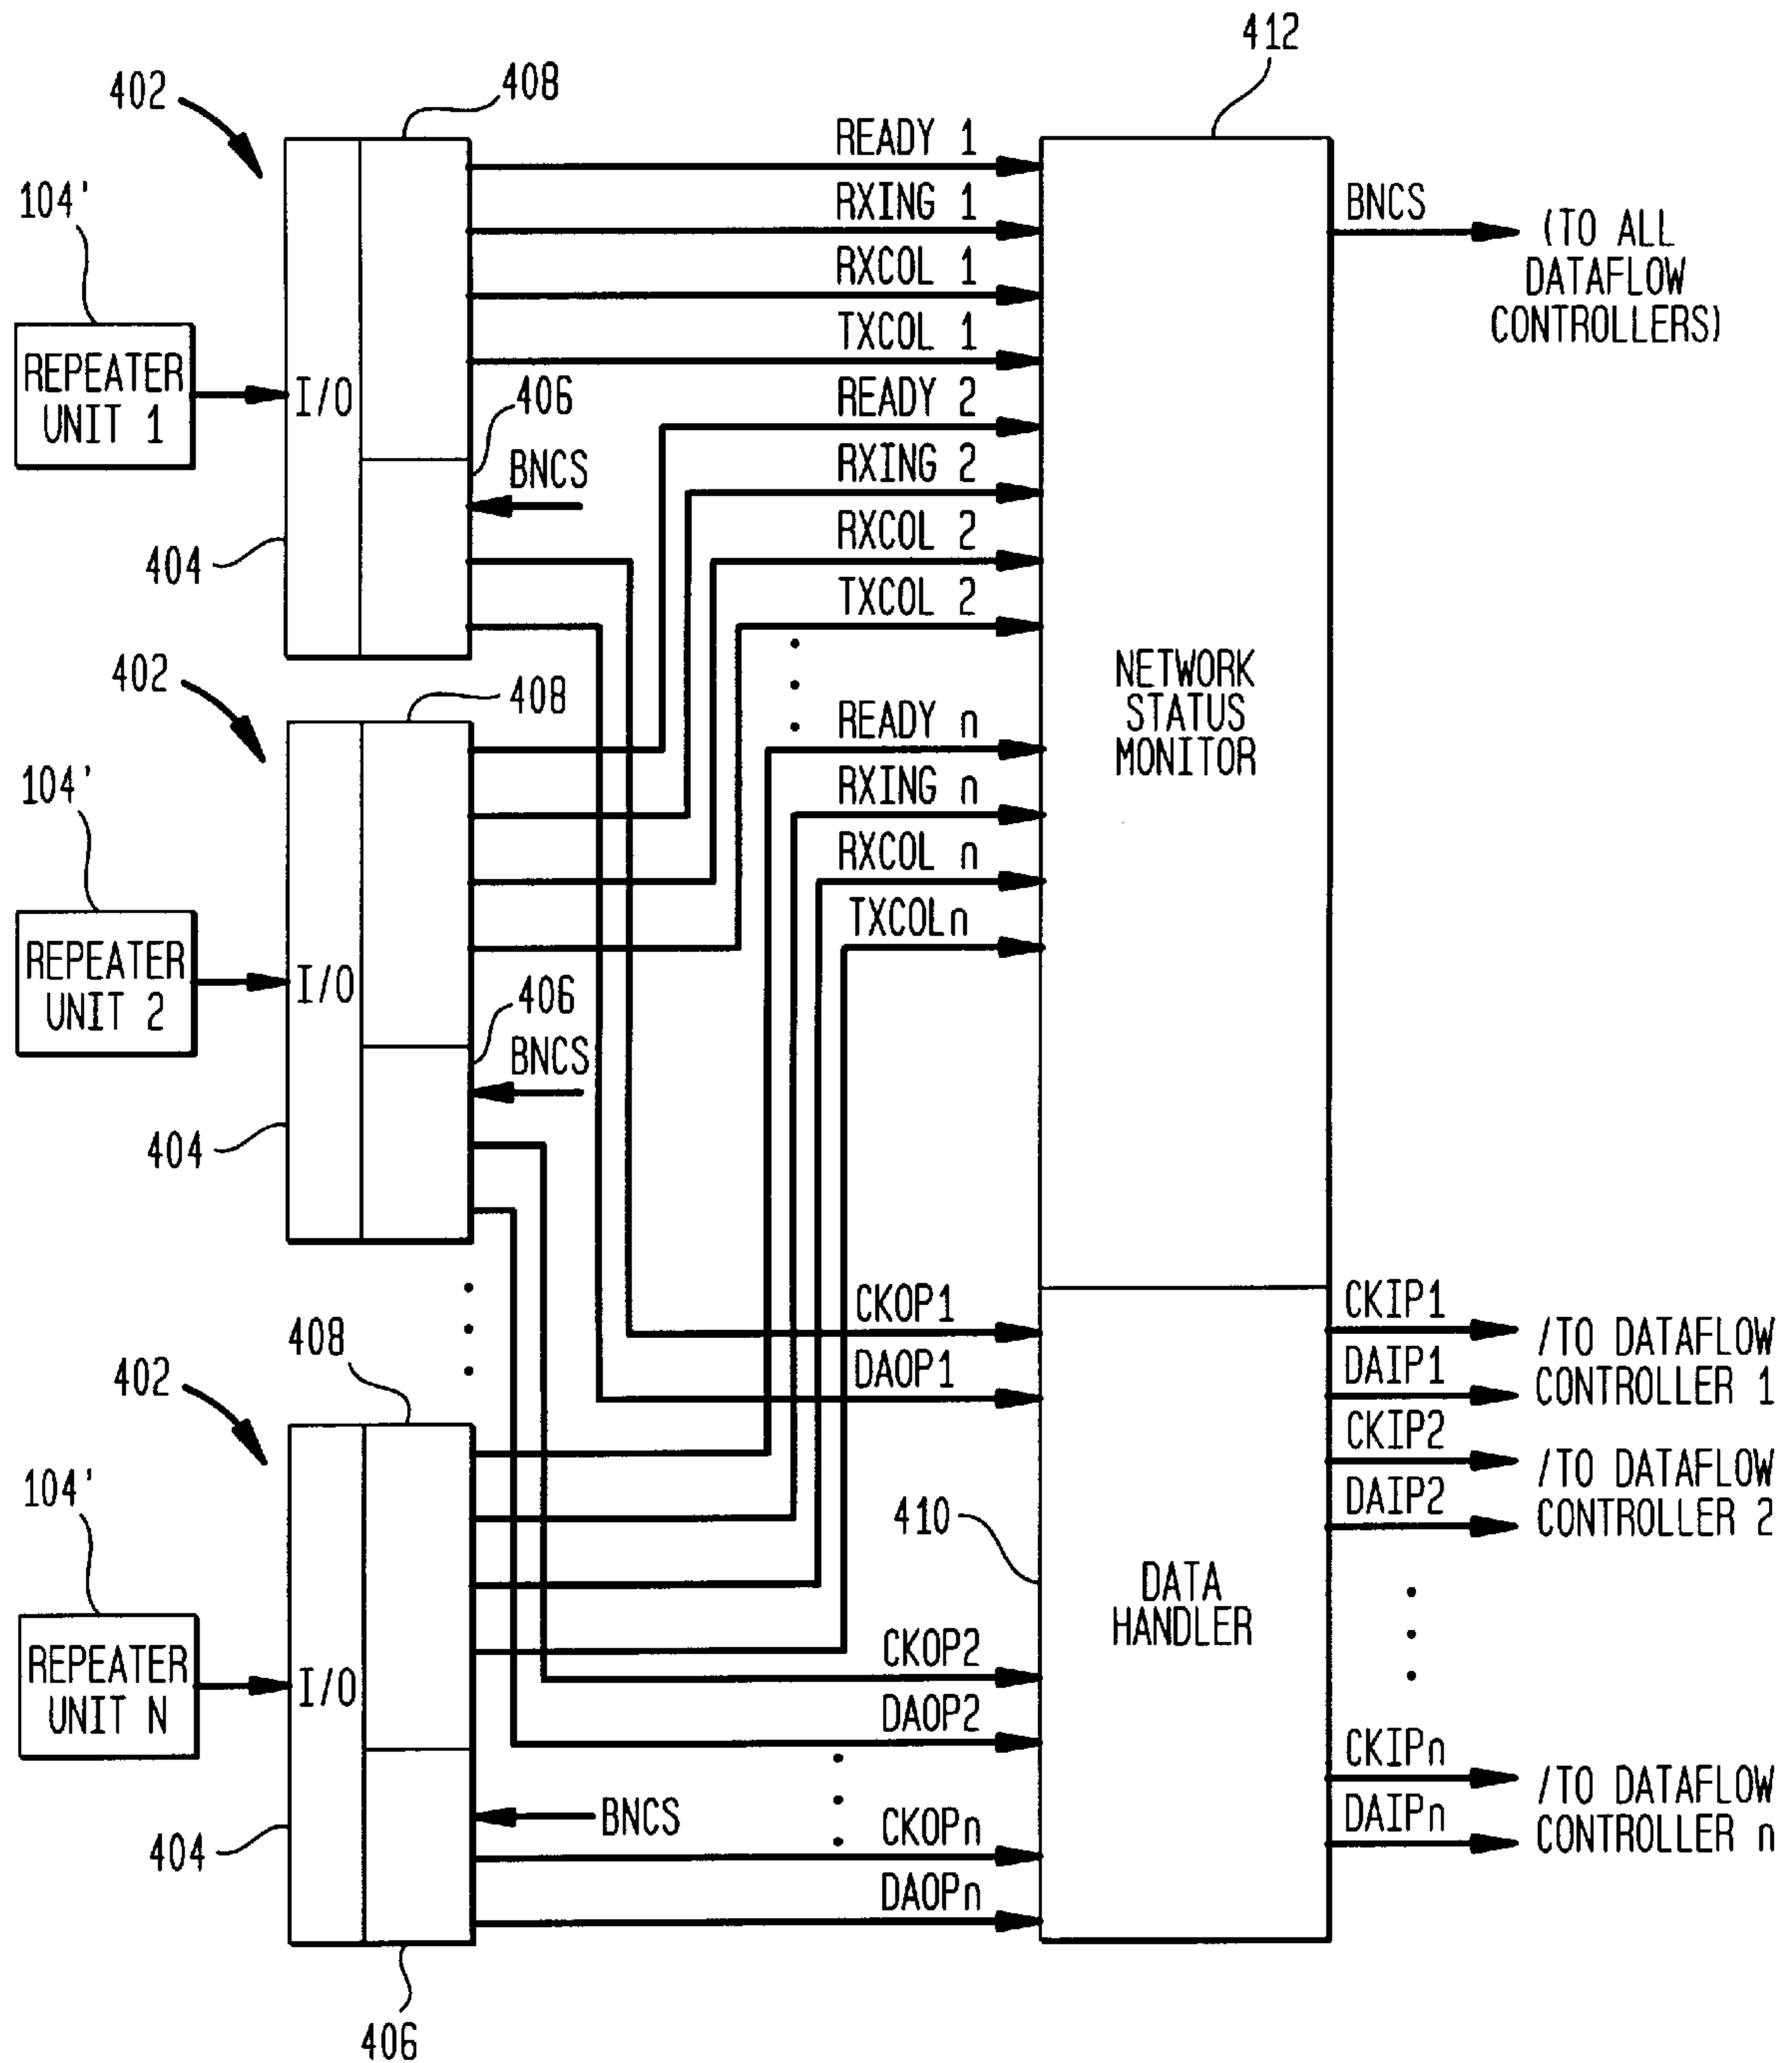 412
402
408
READY 1
104'
RXING 1
BNCS
(TO ALL
DATAFLOW
CONTROLLERS)
RXCOL 1
TXCOL 1
REPEATER
UNIT 1
I/O
406
READY 2
BNCS
RXING 2
404
RXCOL 2
TXCOL 2
402
408
NETWORK
STATUS
MONITOR
READY n
104'
RXING n
RXCOL n
TXCOLn
REPEATER
UNIT 2
I/O
406
BNCS
404
CKOP1
CKIP1
/TO DATAFLOW
CONTROLLER 1
408
402
DAOP1
DAIP1
CKIP2
/TO DATAFLOW
CONTROLLER 2
104'
410
DAIP2
DATA
HANDLER
REPEATER
UNIT N
I/O
CKOP2
DAOP2
CKIPn
/TO DATAFLOW
CONTROLLER n
BNCS
404
CKOPn
DAIPn
DAOPn
406